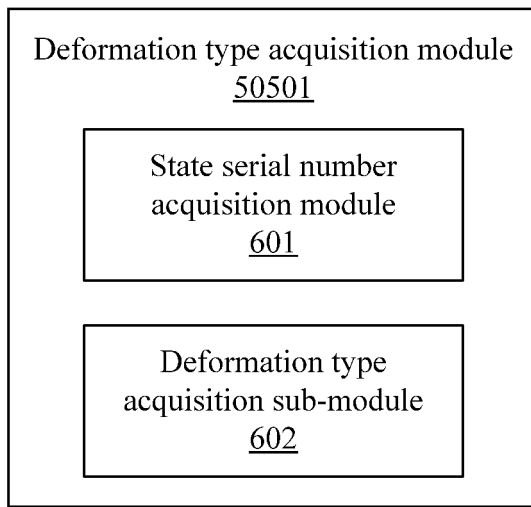 Deformation type acquisition module
50501
State serial number
acquisition module
601
Deformation type
acquisition sub-module
602